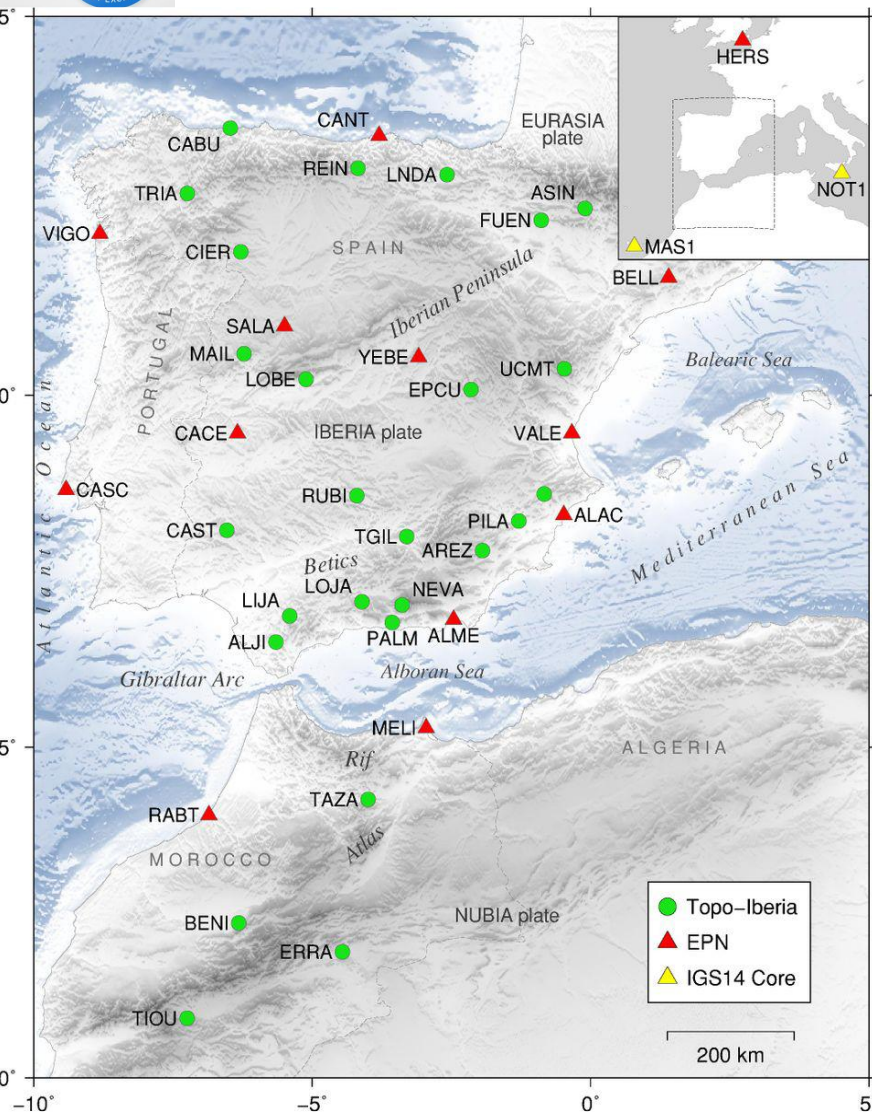 5°
EURASIA
plate
HERS
NOT1
MAS1
CANT
CABU
REIN
LNDA
ASIN
TRIA
FUEN
VIGO
SPAIN
CIER
BELL
Iberian Peninsula
SALA
PORTUGAL
MAIL
YEBE
Balearic Sea
LOBE
EPCU
UCMT
0°
Atlantic Ocean
CACE
IBERIA plate
VALE
CASC
RUBI
Mediterranean Sea
CAST
PILA
ALAC
TGIL
AREZ
Betics
LOJA
NEVA
LIJA
ALJI
PALM
ALME
Gibraltar Arc
Alboran Sea
MELI
5°
ALGERIA
Rif
TAZA
RABT
Atlas
MOROCCO
NUBIA plate
BENI
ERRA
TIOU
Topo-Iberia
EPN
IGS14 Core
200 km
0°
-10°
-5°
0°
5